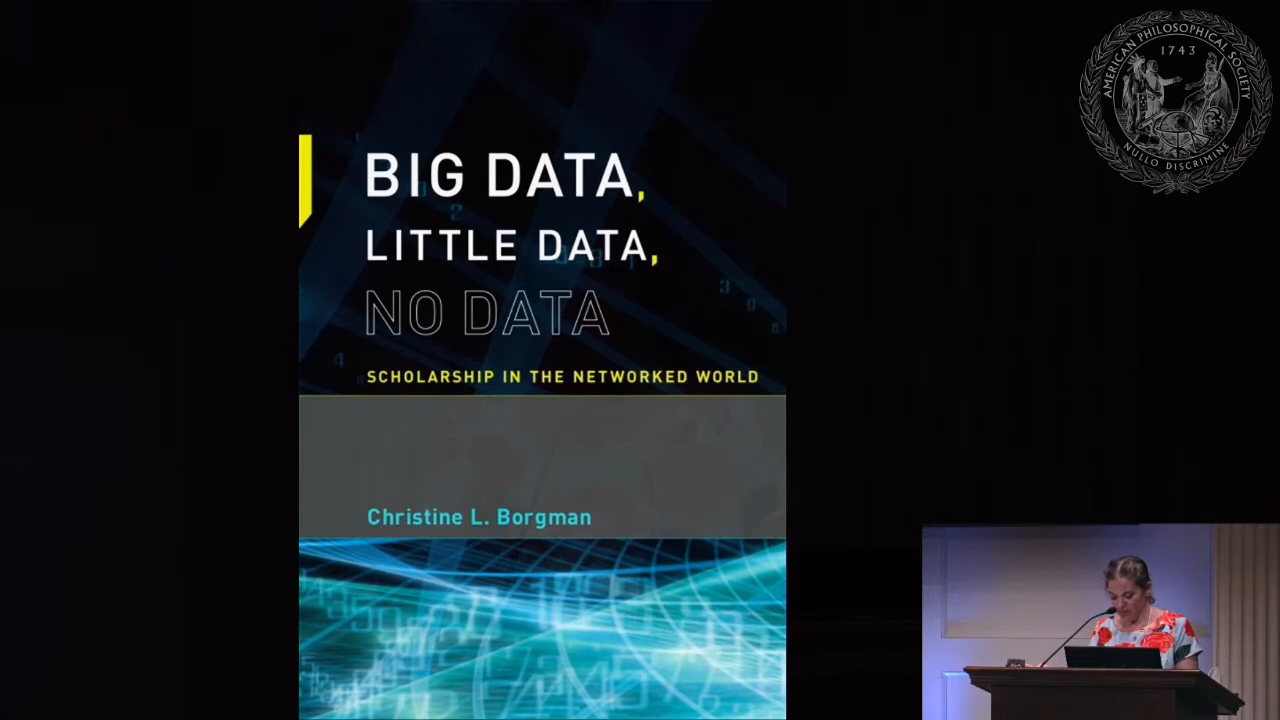 BIG DATA,
LITTLE DATA,
NO DATA
SCHOLARSHIP IN THE NETWORKED WORLD
Christine L. Borgman
AMERICAN PHILOSOPHICAL SOCIETY
1743
NULLO DISCRIMINE